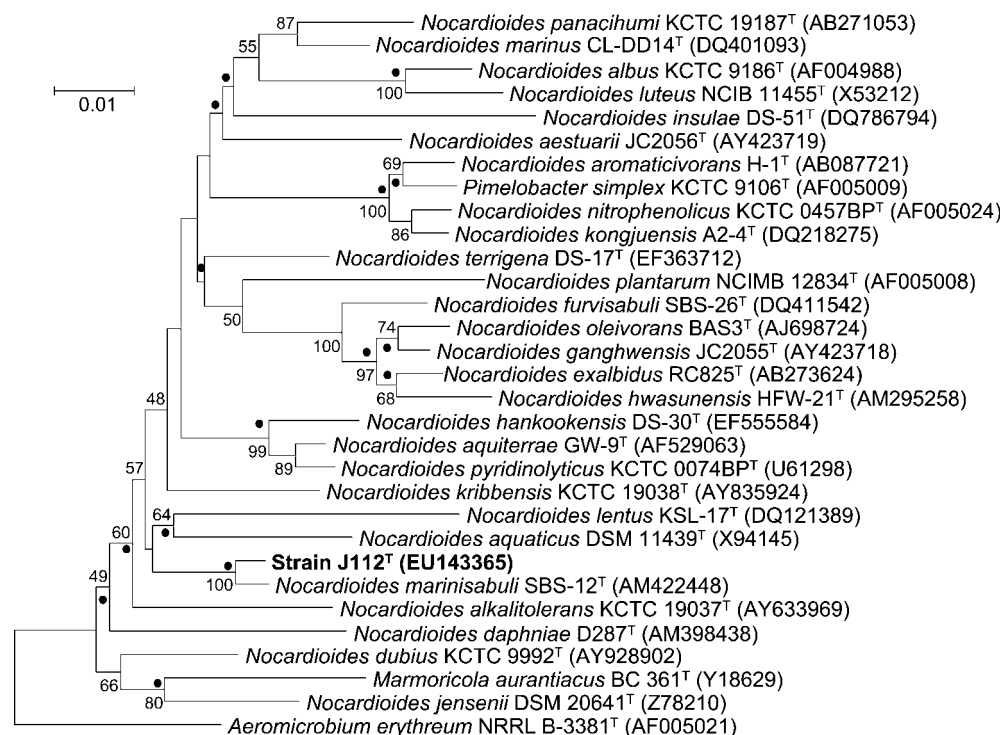 87 Nocardioides panacihumi KCTC 19187ᵀ (AB271053)
55 Nocardioides marinus CL-DD14ᵀ (DQ401093)
Nocardioides albus KCTC 9186ᵀ (AF004988)
0.01 100 Nocardioides luteus NCIB 11455ᵀ (X53212)
Nocardioides insulae DS-51ᵀ (DQ786794)
Nocardioides aestuarii JC2056ᵀ (AY423719)
69 Nocardioides aromaticivorans H-1ᵀ (AB087721)
Pimelobacter simplex KCTC 9106ᵀ (AF005009)
100 Nocardioides nitrophenolicus KCTC 0457BPᵀ (AF005024)
86 Nocardioides kongjuensis A2-4ᵀ (DQ218275)
Nocardioides terrigena DS-17ᵀ (EF363712)
Nocardioides plantarum NCIMB 12834ᵀ (AF005008)
50 Nocardioides furvisabuli SBS-26ᵀ (DQ411542)
74 Nocardioides oleivorans BAS3ᵀ (AJ698724)
100 Nocardioides ganghwensis JC2055ᵀ (AY423718)
97 Nocardioides exalbidus RC825ᵀ (AB273624)
48 68 Nocardioides hwasunensis HFW-21ᵀ (AM295258)
Nocardioides hankookensis DS-30ᵀ (EF555584)
99 Nocardioides aquiterrae GW-9ᵀ (AF529063)
57 89 Nocardioides pyridinolyticus KCTC 0074BPᵀ (U61298)
Nocardioides kribbensis KCTC 19038ᵀ (AY835924)
64 Nocardioides lentus KSL-17ᵀ (DQ121389)
60 Nocardioides aquaticus DSM 11439ᵀ (X94145)
Strain J112ᵀ (EU143365)
49 100 Nocardioides marinisabuli SBS-12ᵀ (AM422448)
Nocardioides alkalitolerans KCTC 19037ᵀ (AY633969)
Nocardioides daphniae D287ᵀ (AM398438)
Nocardioides dubius KCTC 9992ᵀ (AY928902)
66 Marmoricola aurantiacus BC 361ᵀ (Y18629)
80 Nocardioides jensenii DSM 20641ᵀ (Z78210)
Aeromicrobium erythreum NRRL B-3381ᵀ (AF005021)